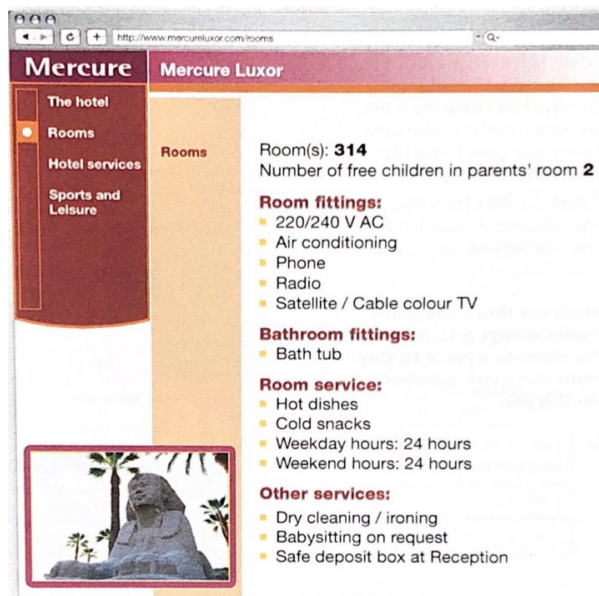 http://www.mercureluxor.com/rooms
Q-
Mercure
Mercure Luxor
The hotel
Rooms
Hotel services
Sports and
Leisure
Rooms
Room(s): 314
Number of free children in parents' room 2
Room fittings:
220/240 V AC
Air conditioning
Phone
Radio
Satellite / Cable colour TV
Bathroom fittings:
Bath tub
Room service:
Hot dishes
Cold snacks
Weekday hours: 24 hours
Weekend hours: 24 hours
Other services:
Dry cleaning / ironing
Babysitting on request
Safe deposit box at Reception